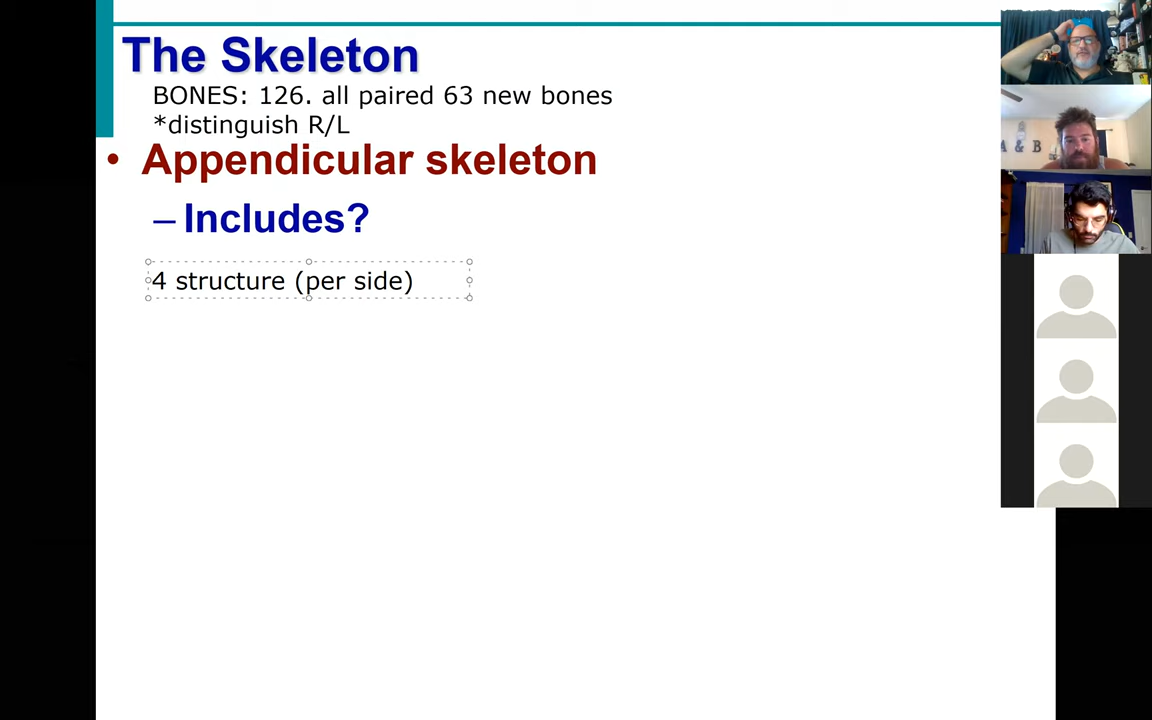 The Skeleton
BONES: 126. all paired 63 new bones
*distinguish R/L
• Appendicular skeleton
– Includes?
4 structure (per side)
A & B